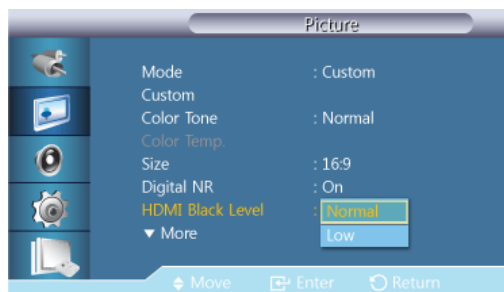 Picture
Mode : Custom
Custom
Color Tone : Normal
Color Temp.
Size : 16:9
Digital NR : On
HDMI Black Level : Normal
▼ More Low
Move Enter Return